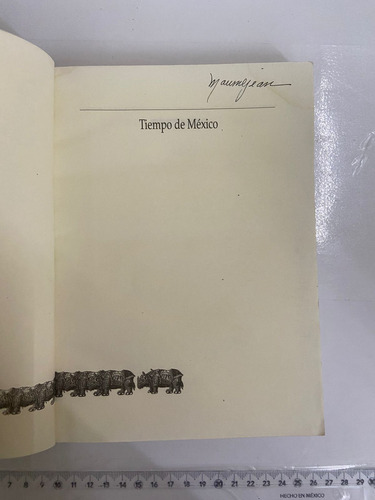 Tiempo de México
7 8 9 10 11 12 13 14 15 16 17 18 19 20 21 22 23 24 25 26 27 28 29 30
HECHO EN MÉXICO